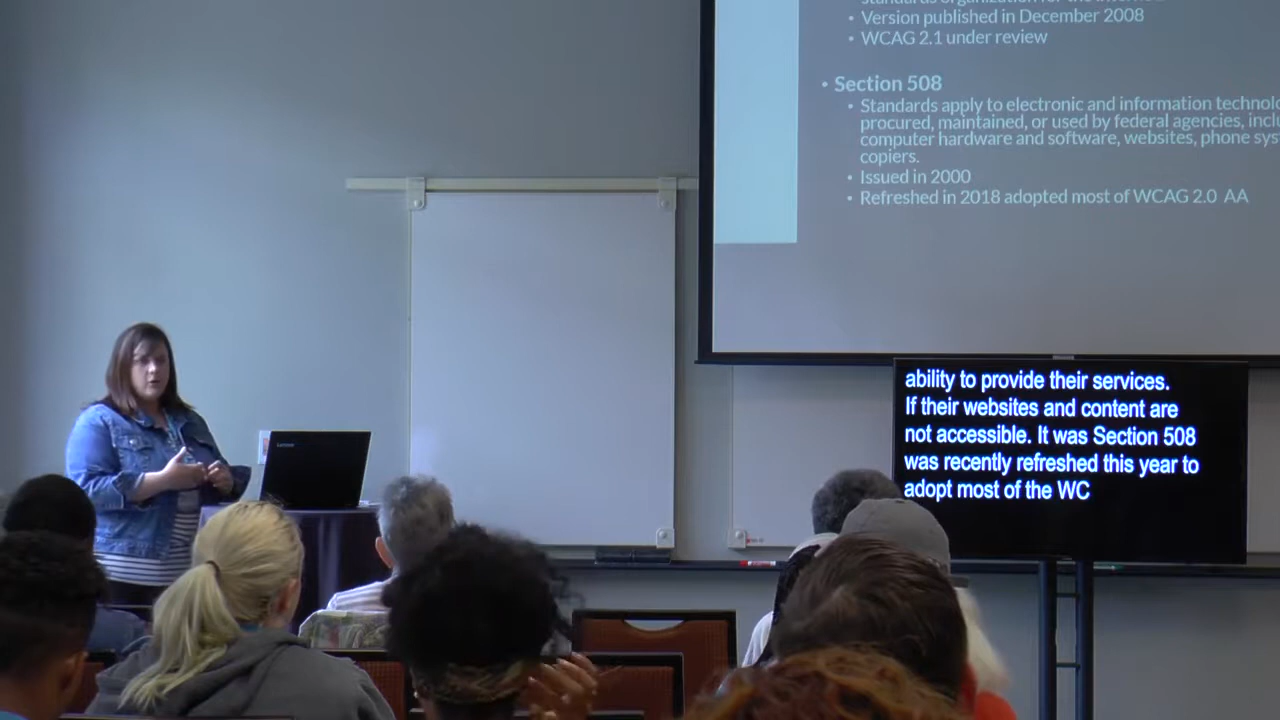 standards organization for the
• Version published in December 2008
• WCAG 2.1 under review
• Section 508
• Standards apply to electronic and information
procured, maintained, or used by federal agencies,
computer hardware and software, websites, phone
copiers.
• Issued in 2000
• Refreshed in 2018 adopted most of WCAG 2.0 AA
ability to provide their services.
If their websites and content are
not accessible. It was Section 508
was recently refreshed this year to
adopt most of the WC
lenovo